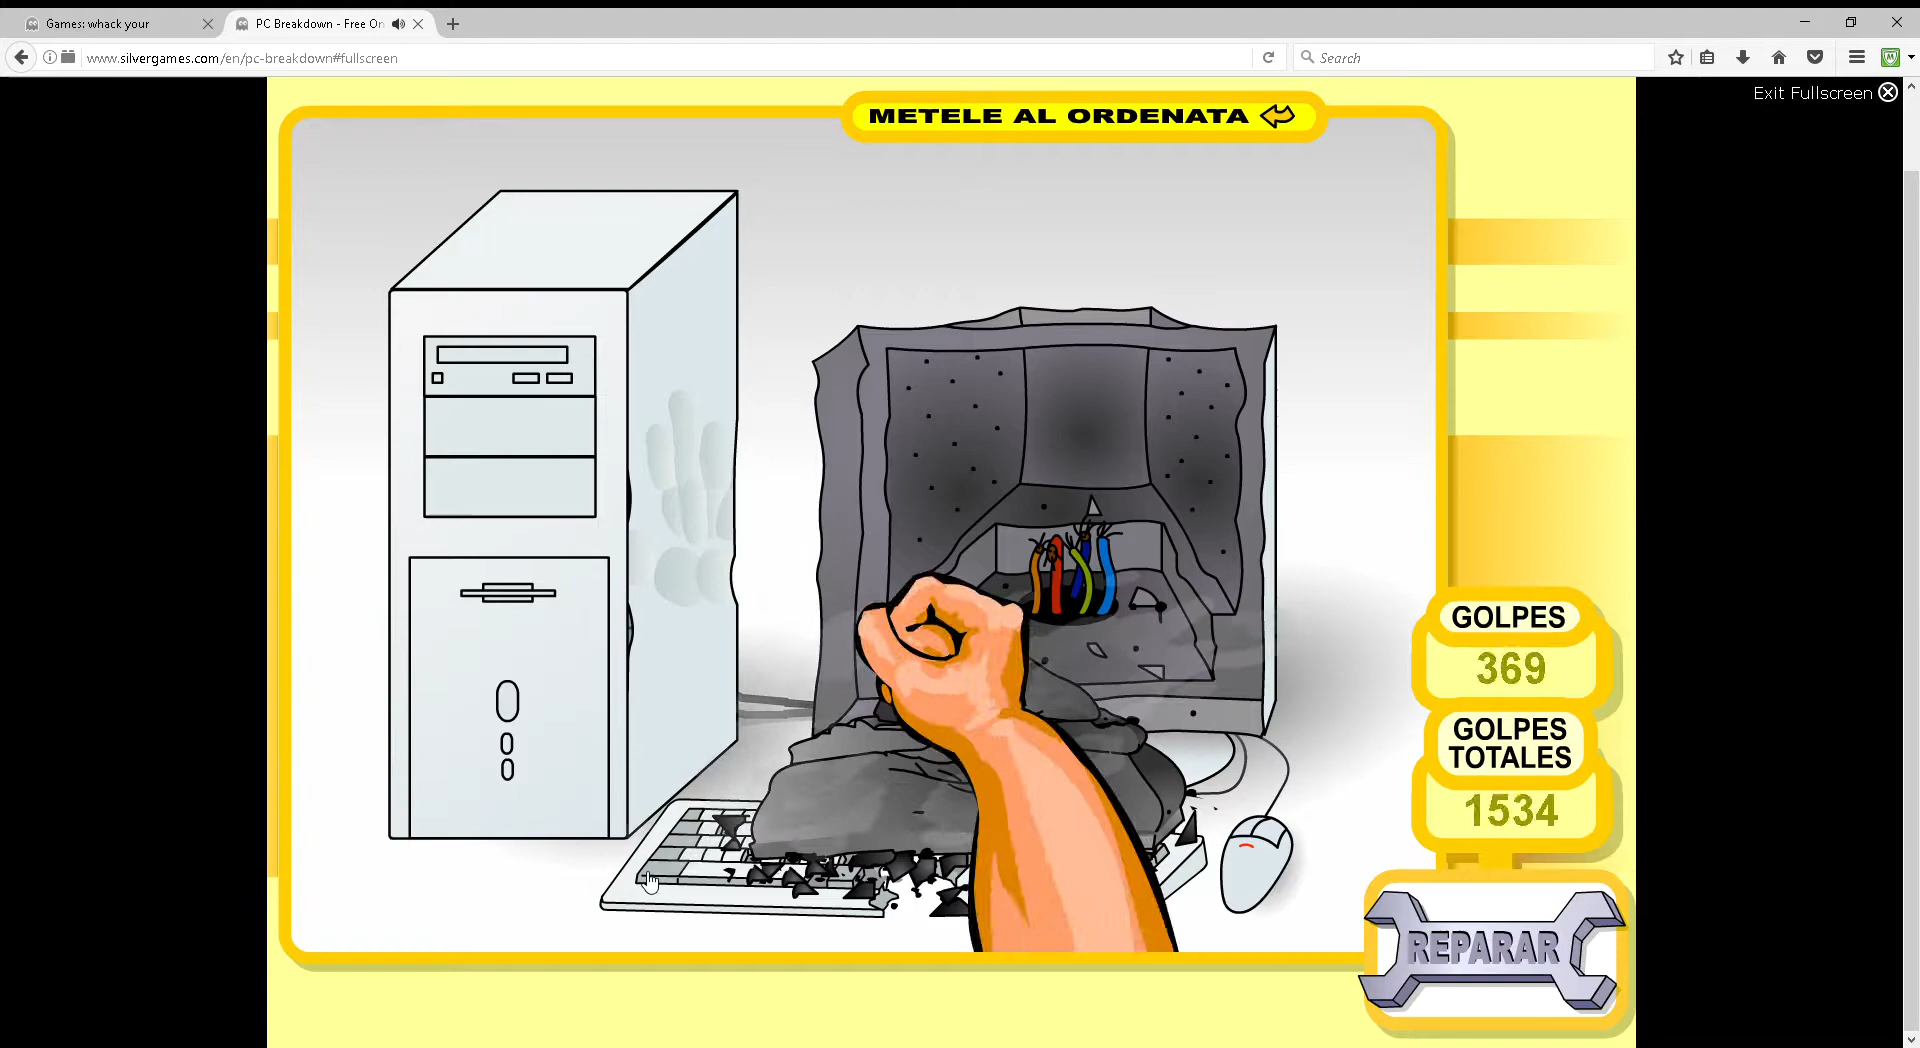 Games: whack your
PC Breakdown - Free On
www.silvergames.com/en/pc-breakdown#fullscreen
Search
Exit Fullscreen
METELE AL ORDENATA
GOLPES
369
GOLPES
TOTALES
1534
REPARAR